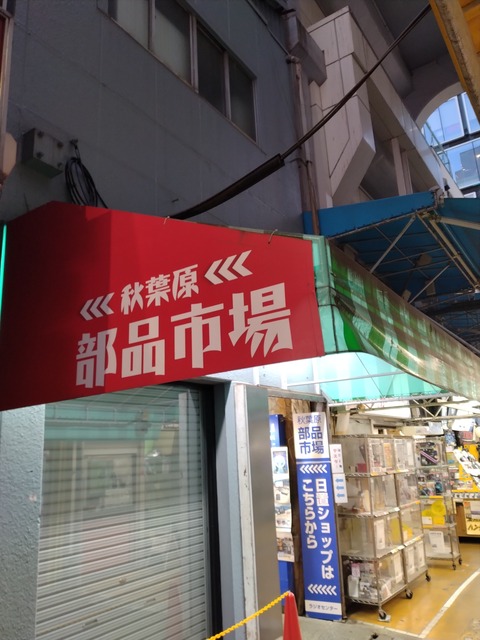 <<< 秋葉原 <<<
部品市場
秋葉原
部品
市場
<<<<<
日置ショップは
こちらから
<<<<<
ラジオセンター